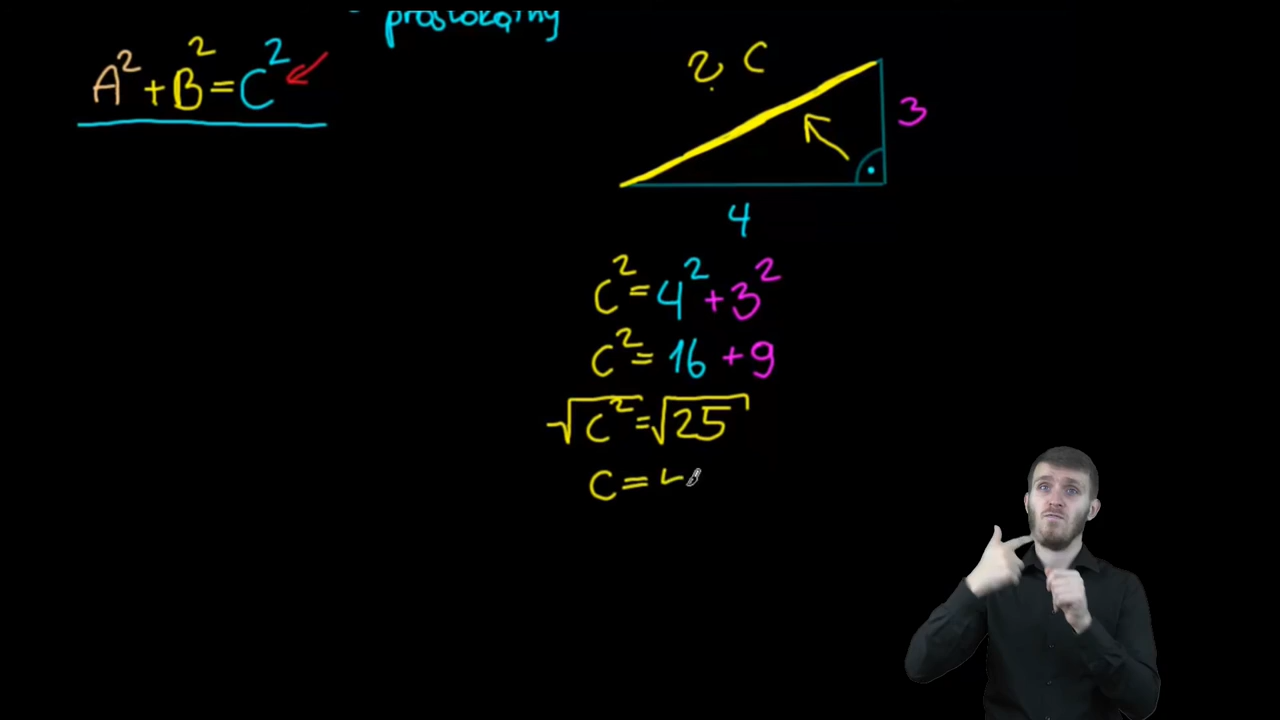 prostokątny
A² + B² = C²
? C
3
4
C² = 4² + 3²
C² = 16 + 9
√C² = √25
C =